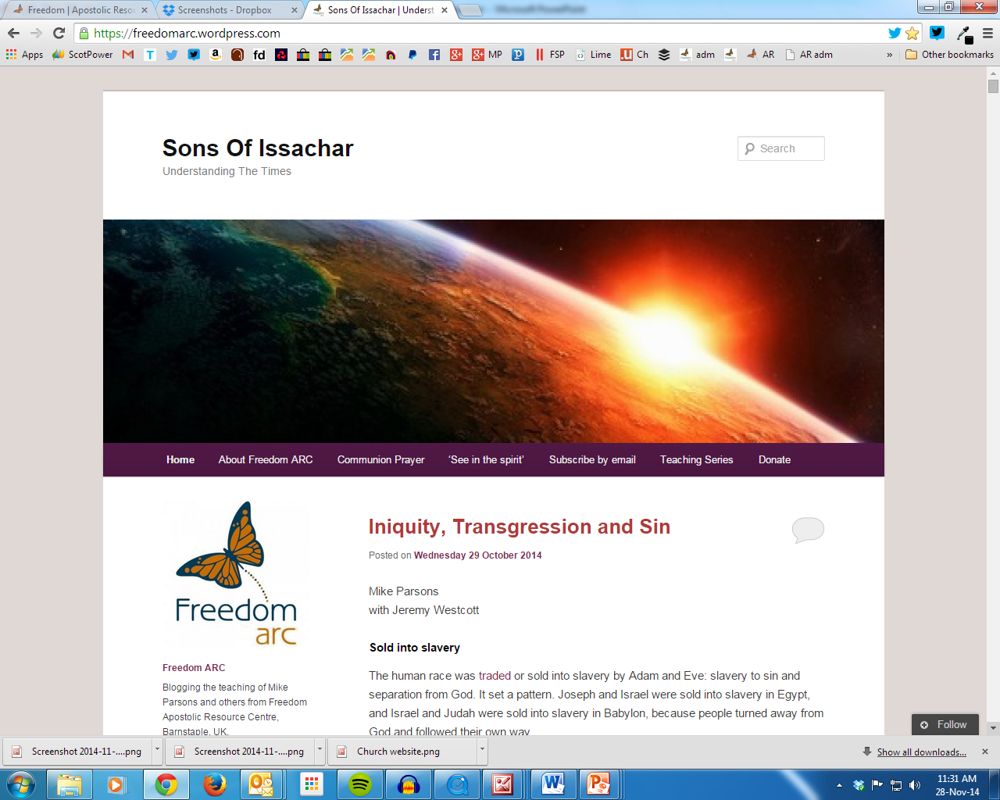 Freedom | Apostolic Reso
Screenshots - Dropbox
Sons Of Issachar | Underst
Microsoft PowerPoint
https://freedomarc.wordpress.com
Apps
ScotPower
MP
FSP
Lime
Ch
adm
AR
AR adm
»
Other bookmarks
Sons Of Issachar
Understanding The Times
Search
Home
About Freedom ARC
Communion Prayer
‘See in the spirit’
Subscribe by email
Teaching Series
Donate
Freedom
arc
Freedom ARC
Blogging the teaching of Mike
Parsons and others from Freedom
Apostolic Resource Centre,
Barnstaple, UK.
Iniquity, Transgression and Sin
Posted on Wednesday 29 October 2014
Mike Parsons
with Jeremy Westcott
Sold into slavery
The human race was traded or sold into slavery by Adam and Eve: slavery to sin and
separation from God. It set a pattern. Joseph and Israel were sold into slavery in Egypt,
and Israel and Judah were sold into slavery in Babylon, because people turned away from
God and followed their own way
Follow
Screenshot 2014-11-....png
Screenshot 2014-11-....png
Church website.png
Show all downloads...
11:31 AM
28-Nov-14